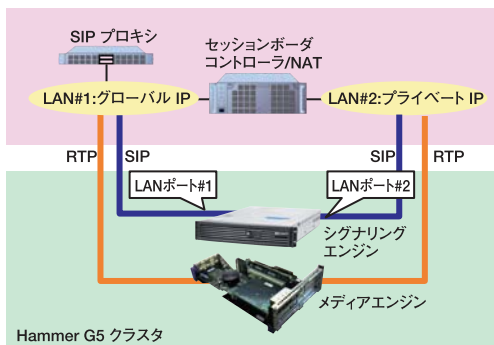 SIP プロキシ
セッションボーダ
コントローラ/NAT
LAN#1:グローバル IP
LAN#2:プライベート IP
RTP
SIP
SIP
RTP
LANポート#1
LANポート#2
シグナリング
エンジン
メディアエンジン
Hammer G5 クラスタ